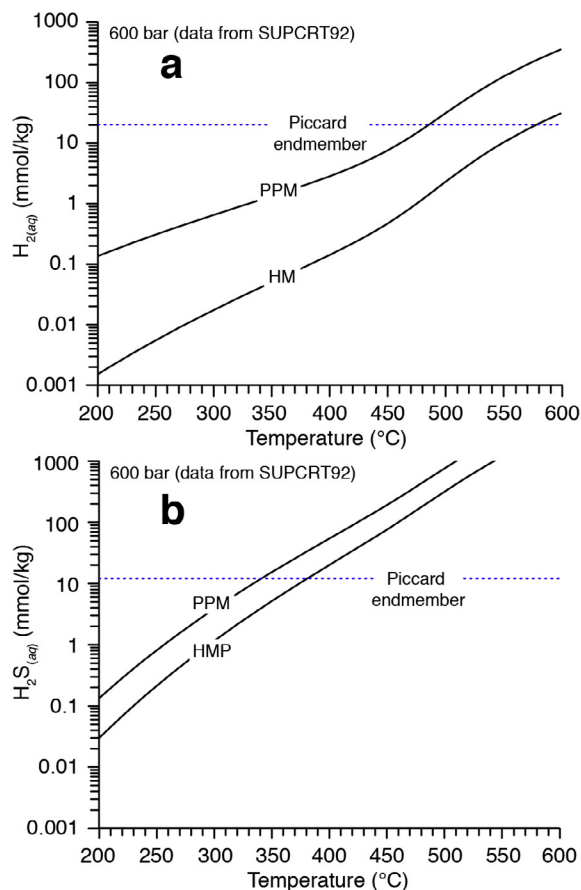 600 bar (data from SUPCRT92)
a
1000
100
10
1
0.1
0.01
0.001
H2(aq) (mmol/kg)
Piccard
endmember
PPM
HM
200 250 300 350 400 450 500 550 600
Temperature (°C)
600 bar (data from SUPCRT92)
b
1000
100
10
1
0.1
0.01
0.001
H2S(aq) (mmol/kg)
Piccard
endmember
PPM
HMP
200 250 300 350 400 450 500 550 600
Temperature (°C)